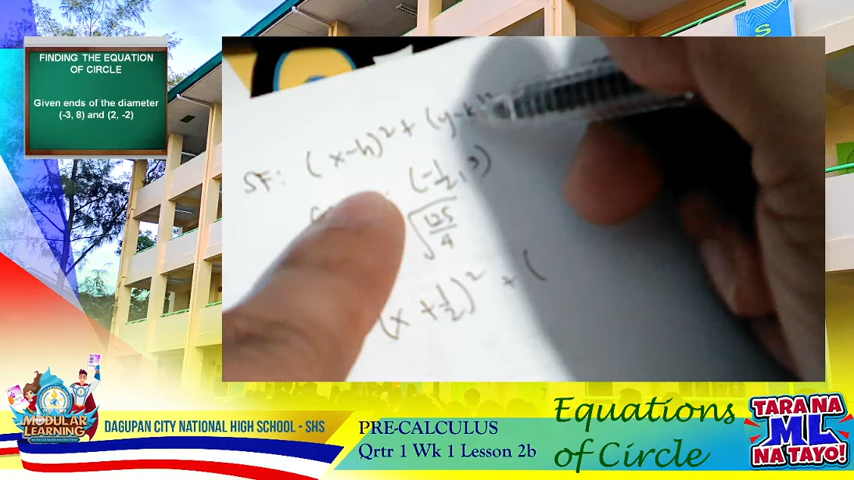 FINDING THE EQUATION
OF CIRCLE
Given ends of the diameter
(-3, 8) and (2, -2)
S
SF: (x-h)² + (y-k)²
(-½, 3)
√125/4
(x + ½)² + (
MODULAR
LEARNING
DAGUPAN CITY NATIONAL HIGH SCHOOL - SHS
PRE-CALCULUS
Qrtr 1 Wk 1 Lesson 2b
Equations
of Circle
TARA NA
ML
NA TAYO!